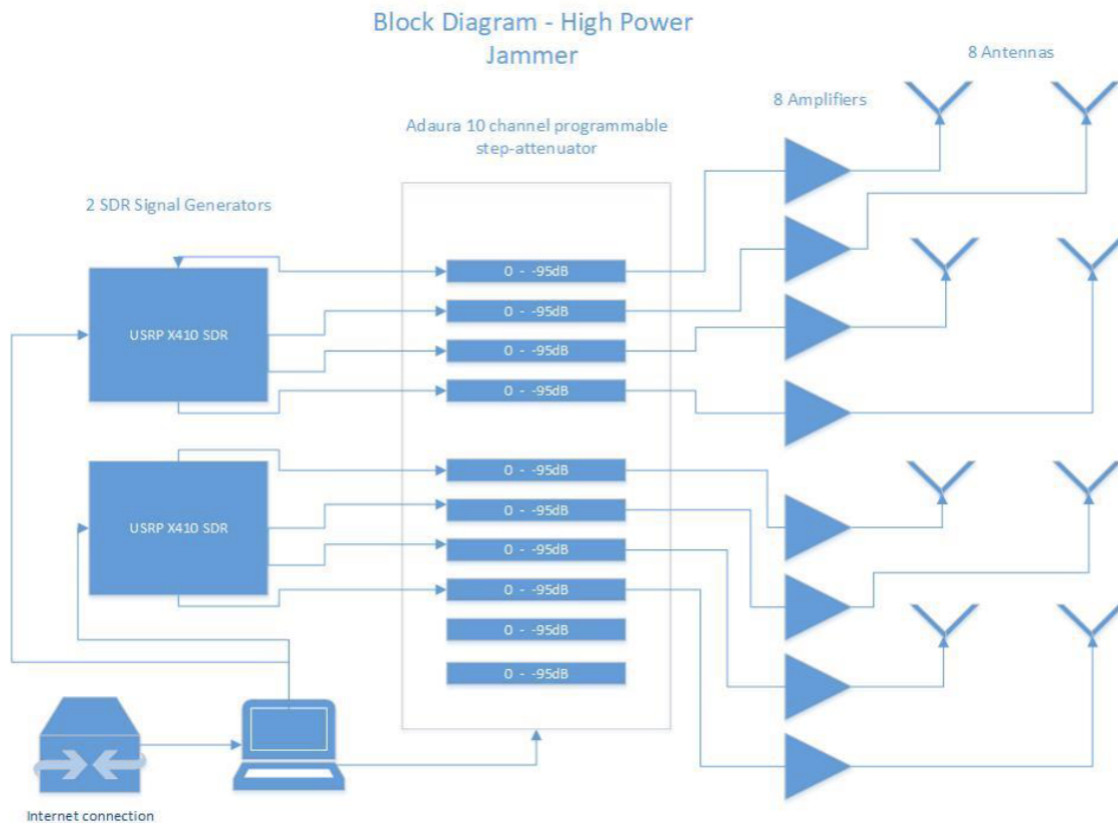 Block Diagram - High Power
Jammer
8 Antennas
8 Amplifiers
Adaura 10 channel programmable
step-attenuator
2 SDR Signal Generators
0 - -95dB
0 - -95dB
USRP X410 SDR
0 - -95dB
0 - -95dB
0 - -95dB
0 - -95dB
USRP X410 SDR
0 - -95dB
0 - -95dB
0 - -95dB
0 - -95dB
Internet connection